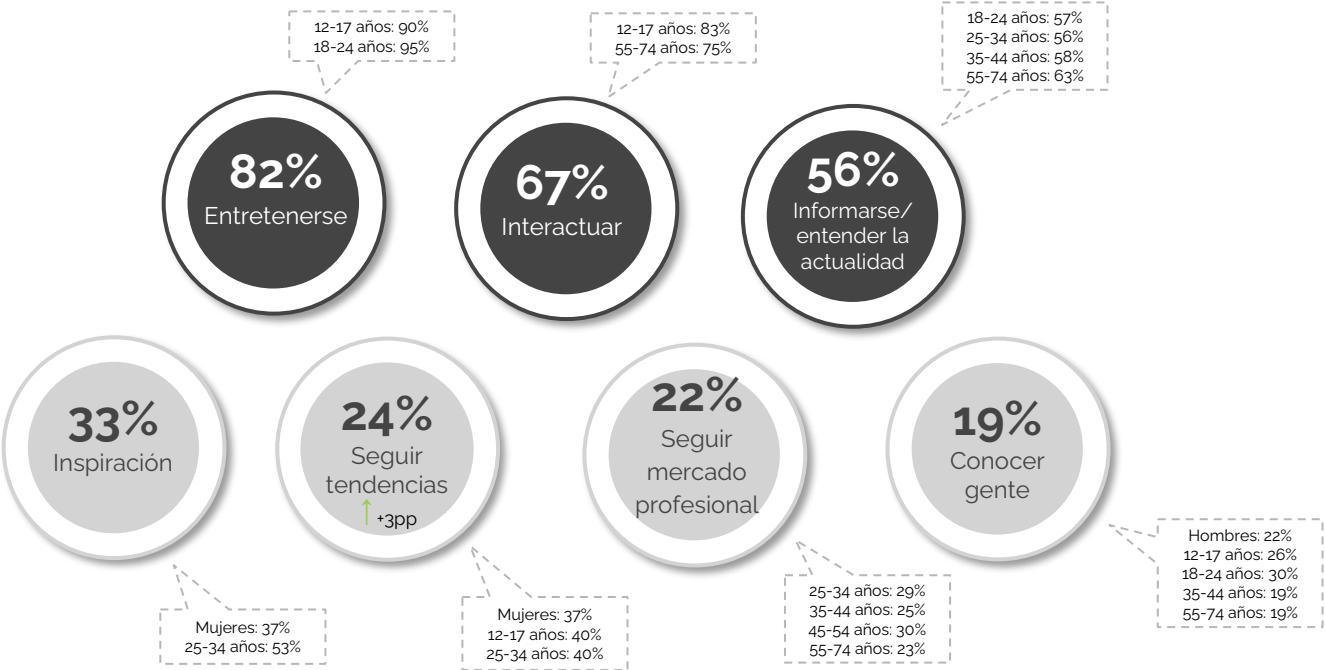 12-17 años: 90%
18-24 años: 95%
82%
Entretenerse
12-17 años: 83%
55-74 años: 75%
67%
Interactuar
18-24 años: 57%
25-34 años: 56%
35-44 años: 58%
55-74 años: 63%
56%
Informarse/
entender la
actualidad
33%
Inspiración
Mujeres: 37%
25-34 años: 53%
24%
Seguir
tendencias
+3pp
Mujeres: 37%
12-17 años: 40%
25-34 años: 40%
22%
Seguir
mercado
profesional
25-34 años: 29%
35-44 años: 25%
45-54 años: 30%
55-74 años: 23%
19%
Conocer
gente
Hombres: 22%
12-17 años: 26%
18-24 años: 30%
35-44 años: 19%
55-74 años: 19%